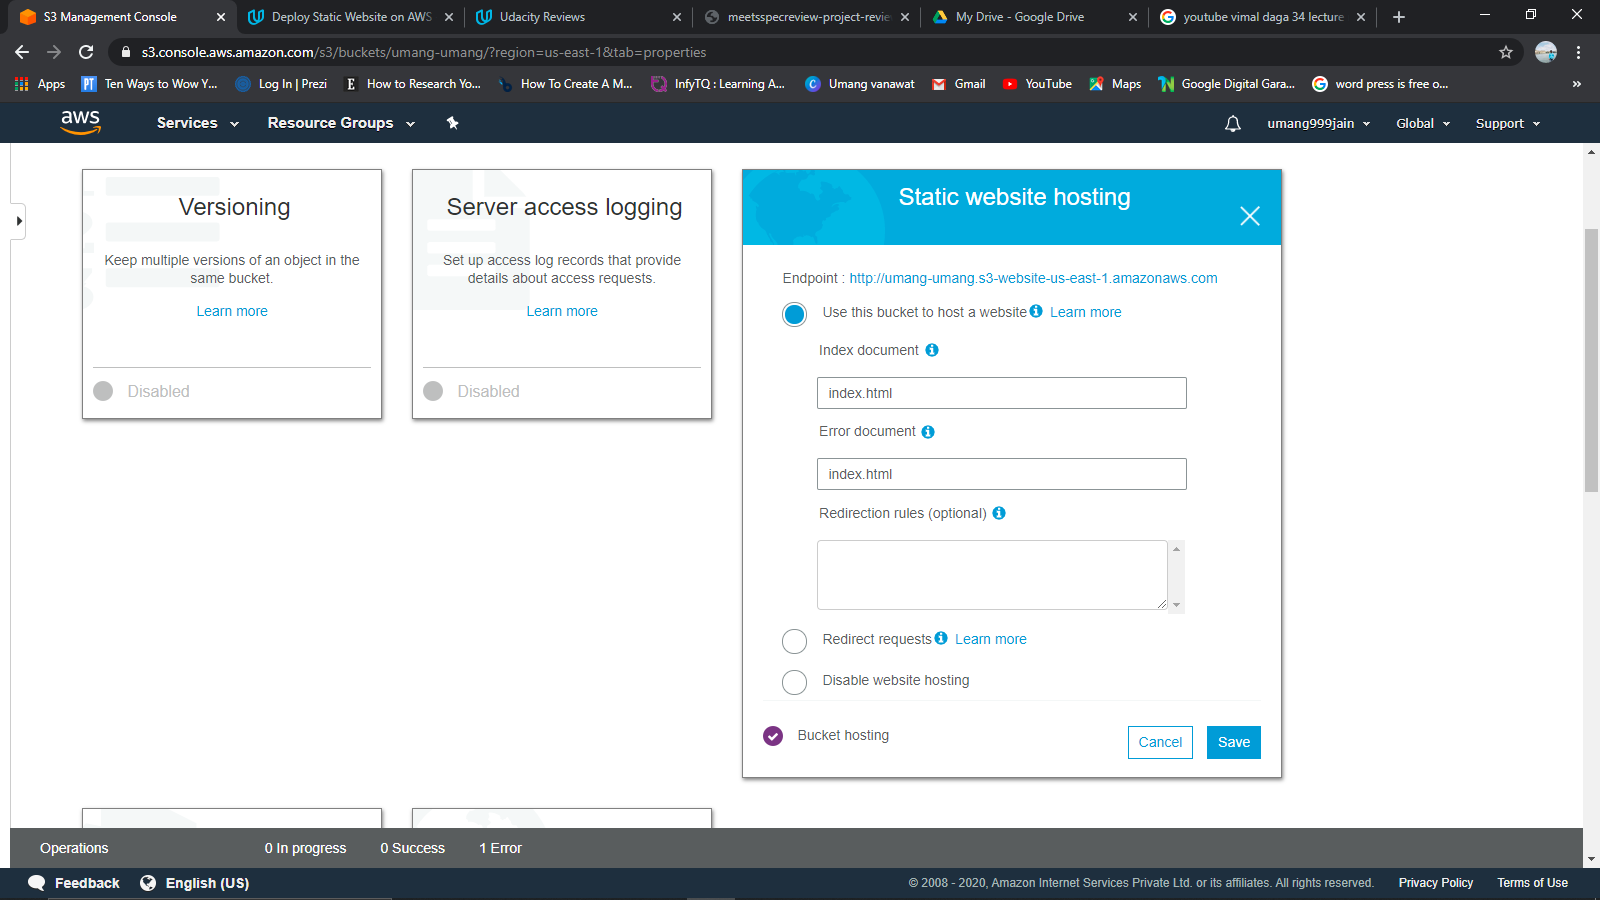 S3 Management Console
Deploy Static Website on AWS
Udacity Reviews
meetsspecreview-project-revie
My Drive - Google Drive
youtube vimal daga 34 lecture
s3.console.aws.amazon.com/s3/buckets/umang-umang/?region=us-east-1&tab=properties
Apps
PT
Ten Ways to Wow Y...
Log In | Prezi
E
How to Research Yo...
How To Create A M...
InfyTQ : Learning A...
C
Umang vanawat
Gmail
YouTube
Maps
Google Digital Gara...
word press is free o...
»
aws
Services
Resource Groups
umang999jain
Global
Support
Versioning
Keep multiple versions of an object in the
same bucket.
Learn more
Disabled
Server access logging
Set up access log records that provide
details about access requests.
Learn more
Disabled
Static website hosting
Endpoint : http://umang-umang.s3-website-us-east-1.amazonaws.com
Use this bucket to host a website Learn more
Index document
index.html
Error document
index.html
Redirection rules (optional)
Redirect requests Learn more
Disable website hosting
Bucket hosting
Cancel
Save
Operations
0 In progress
0 Success
1 Error
Feedback
English (US)
© 2008 - 2020, Amazon Internet Services Private Ltd. or its affiliates. All rights reserved.
Privacy Policy
Terms of Use